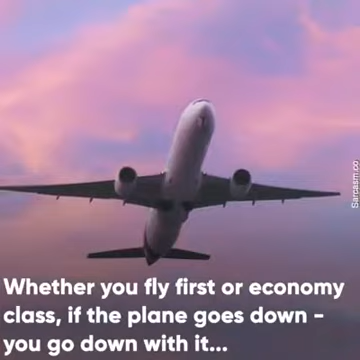 Sarcasm.co
Whether you fly first or economy
class, if the plane goes down -
you go down with it...